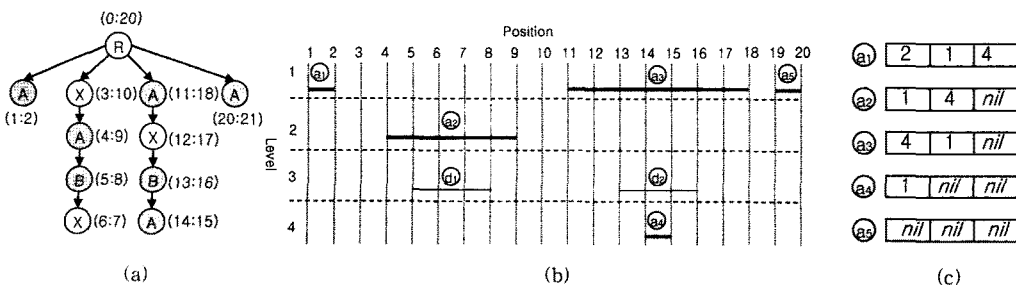 (0:20)
R
A X A A
(1:2) (3:10) (11:18) (20:21)
A (4:9) X (12:17)
B (5:8) B (13:16)
X (6:7) A (14:15)
(a)
Position
1 2 3 4 5 6 7 8 9 10 11 12 13 14 15 16 17 18 19 20
Level
1 a1 a3 a5
2 a2
3 d1 d2
4 a4
(b)
a1 2 1 4
a2 1 4 nil
a3 4 1 nil
a4 1 nil nil
a5 nil nil nil
(c)